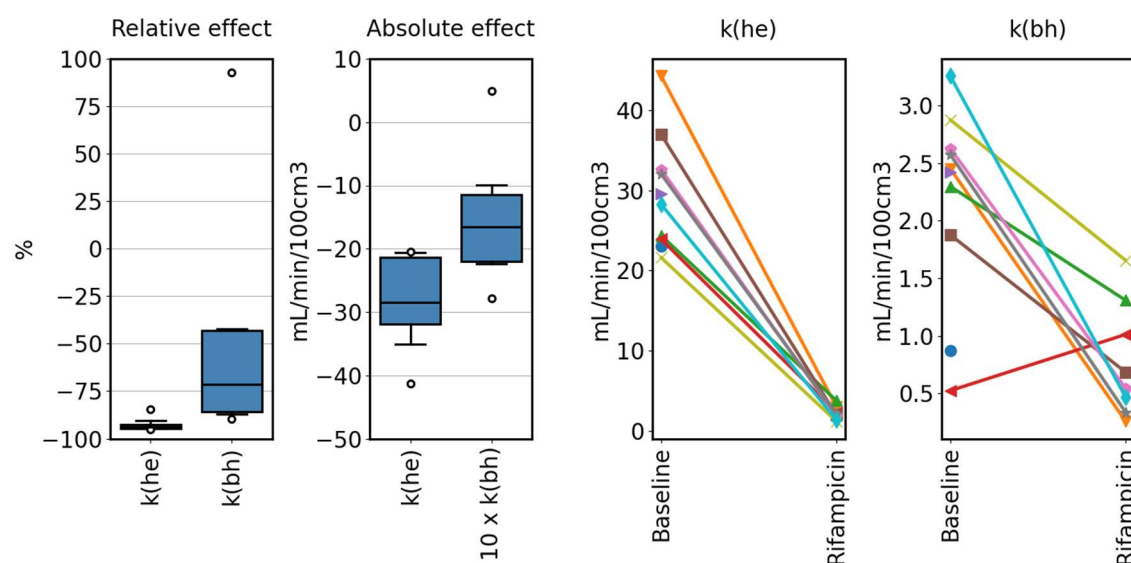 Relative effect
%
100
75
50
25
0
−25
−50
−75
−100
k(he)
k(bh)
Absolute effect
mL/min/100cm3
10
0
−10
−20
−30
−40
−50
k(he)
10 x k(bh)
k(he)
mL/min/100cm3
40
30
20
10
0
Baseline
Rifampicin
k(bh)
mL/min/100cm3
3.0
2.5
2.0
1.5
1.0
0.5
Baseline
Rifampicin